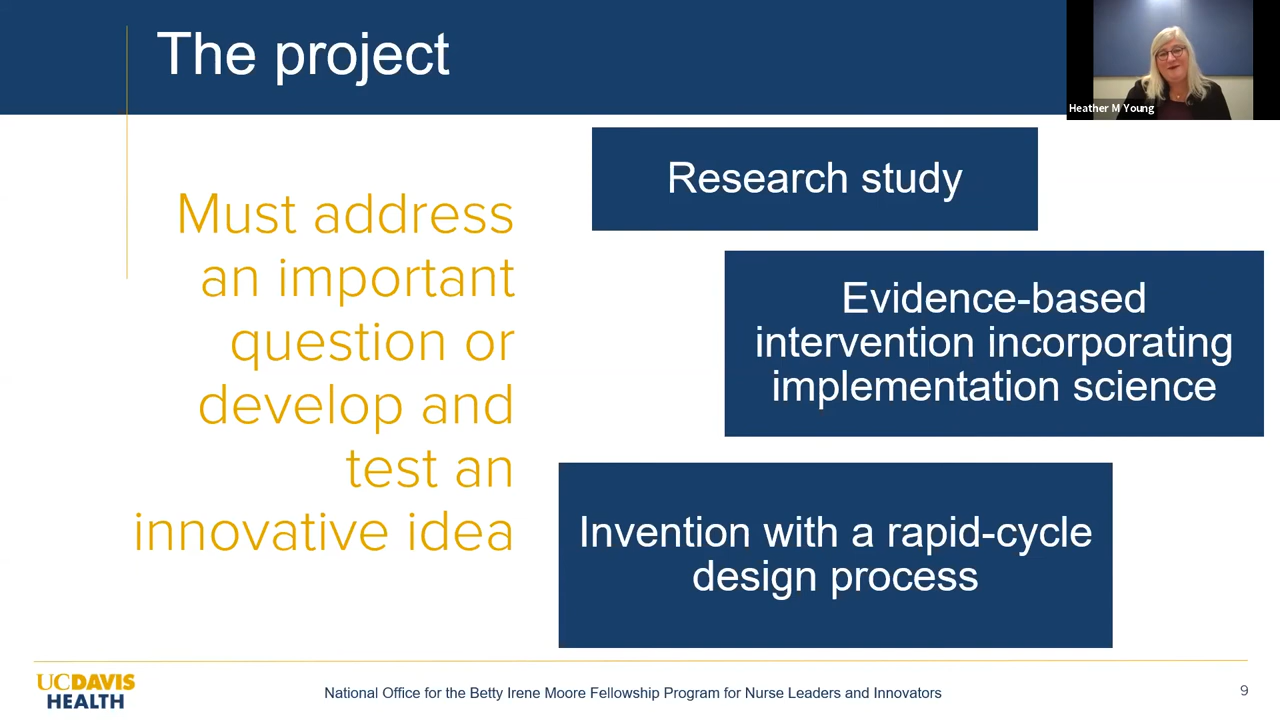 The project
Heather M Young
Must address
an important
question or
develop and
test an
innovative idea
Research study
Evidence-based
intervention incorporating
implementation science
Invention with a rapid-cycle
design process
UCDAVIS
HEALTH
National Office for the Betty Irene Moore Fellowship Program for Nurse Leaders and Innovators
9